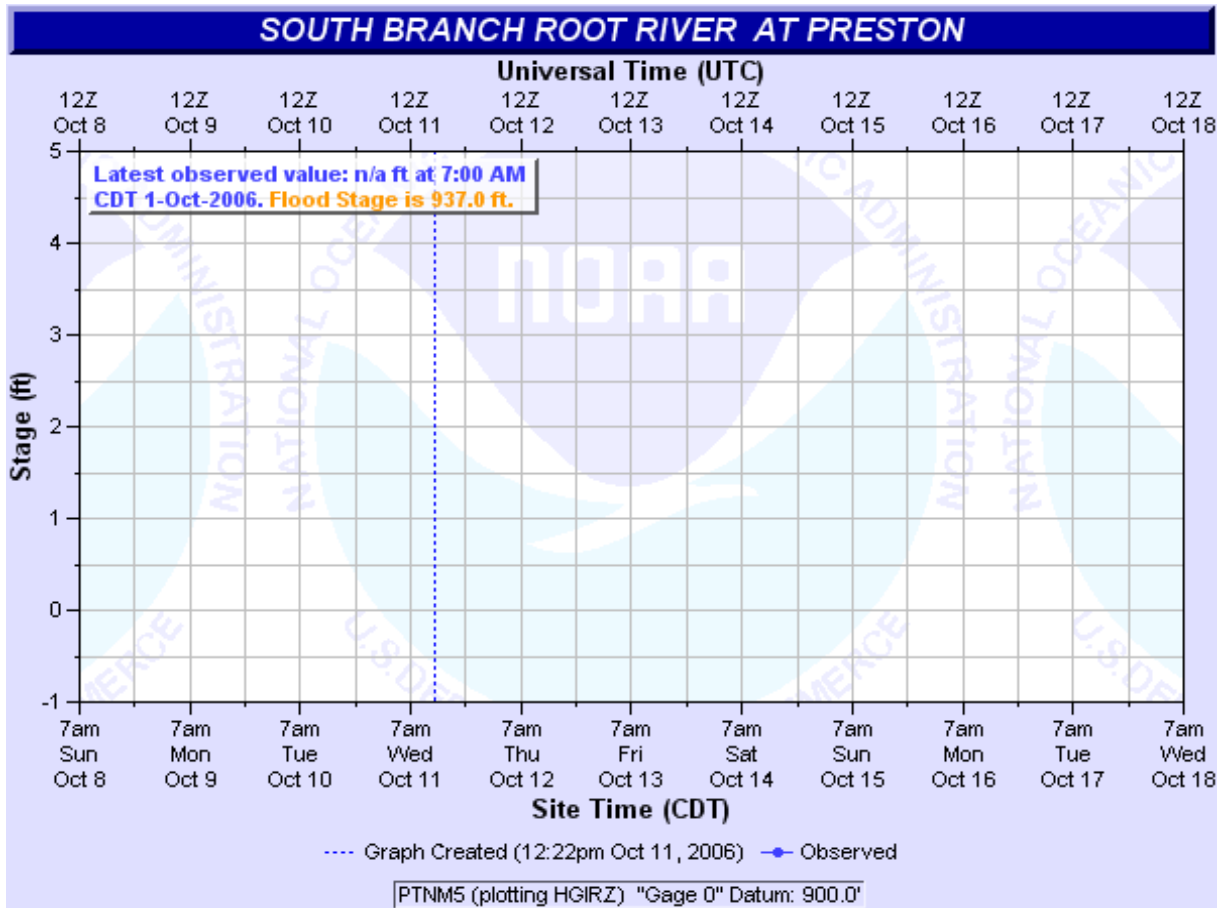 SOUTH BRANCH ROOT RIVER AT PRESTON
Universal Time (UTC)
12Z 12Z 12Z 12Z 12Z 12Z 12Z 12Z 12Z 12Z 12Z
Oct 8 Oct 9 Oct 10 Oct 11 Oct 12 Oct 13 Oct 14 Oct 15 Oct 16 Oct 17 Oct 18
Latest observed value: n/a ft at 7:00 AM
CDT 1-Oct-2006. Flood Stage is 937.0 ft.
Stage (ft)
5
4
3
2
1
0
-1
NOAA
NATIONAL OCEANIC AND ATMOSPHERIC ADMINISTRATION
7am 7am 7am 7am 7am 7am 7am 7am 7am 7am 7am
Sun Mon Tue Wed Thu Fri Sat Sun Mon Tue Wed
Oct 8 Oct 9 Oct 10 Oct 11 Oct 12 Oct 13 Oct 14 Oct 15 Oct 16 Oct 17 Oct 18
Site Time (CDT)
Graph Created (12:22pm Oct 11, 2006) Observed
PTNM5 (plotting HGIRZ) "Gage 0" Datum: 900.0'